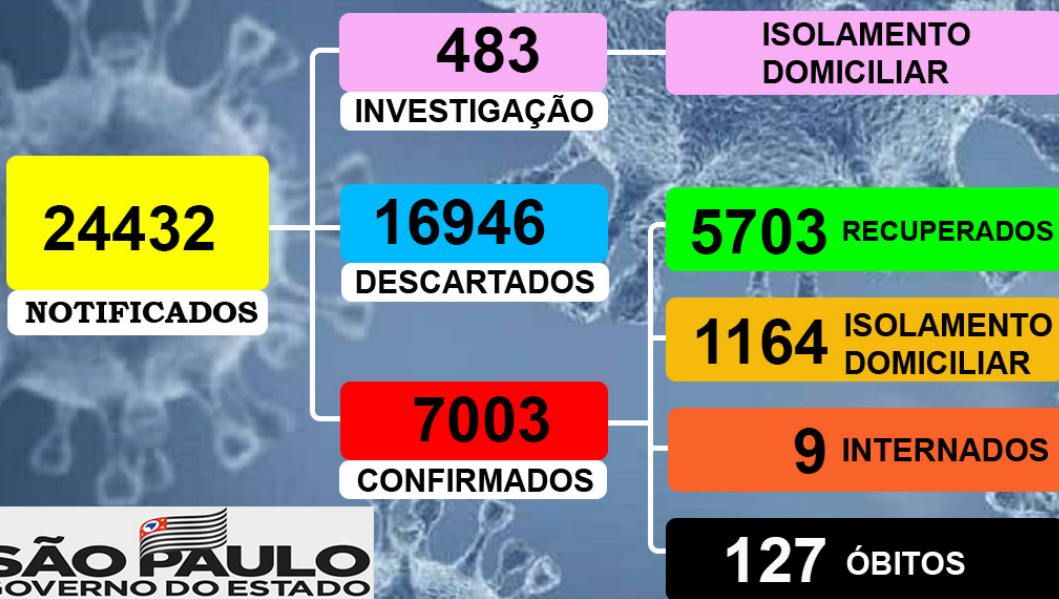 24432
NOTIFICADOS
483
INVESTIGAÇÃO
ISOLAMENTO
DOMICILIAR
16946
DESCARTADOS
7003
CONFIRMADOS
5703 RECUPERADOS
1164 ISOLAMENTO
DOMICILIAR
9 INTERNADOS
127 ÓBITOS
SÃO PAULO
GOVERNO DO ESTADO